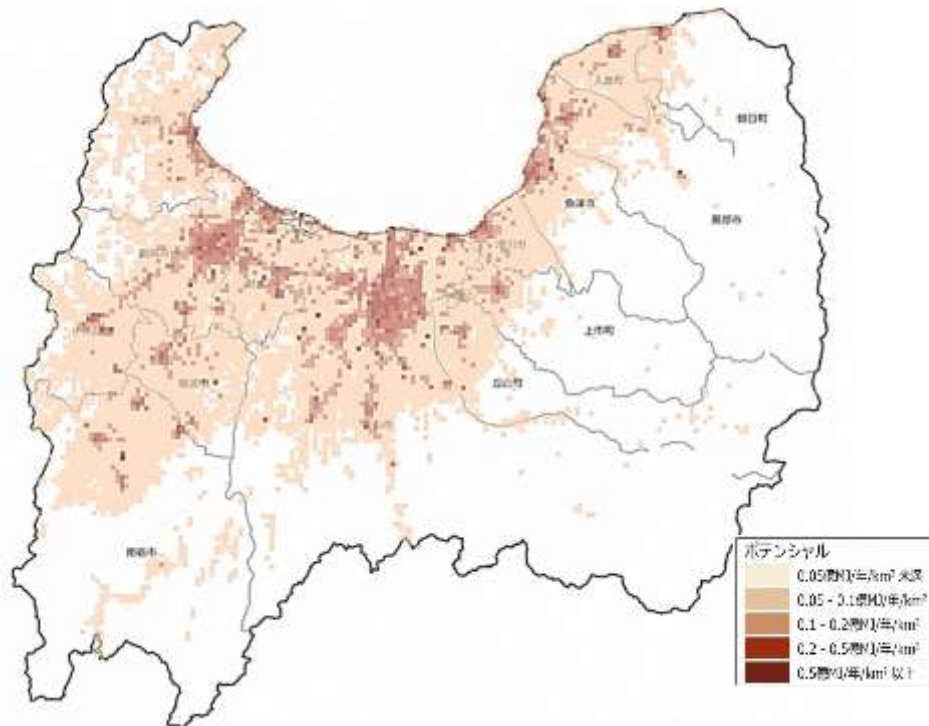 入善町
朝日町
氷見市
魚津市
黒部市
上市町
立山町
南砺市
ポテンシャル
0.05億MJ/年/km² 未満
0.05 - 0.1億MJ/年/km²
0.1 - 0.2億MJ/年/km²
0.2 - 0.5億MJ/年/km²
0.5億MJ/年/km² 以上